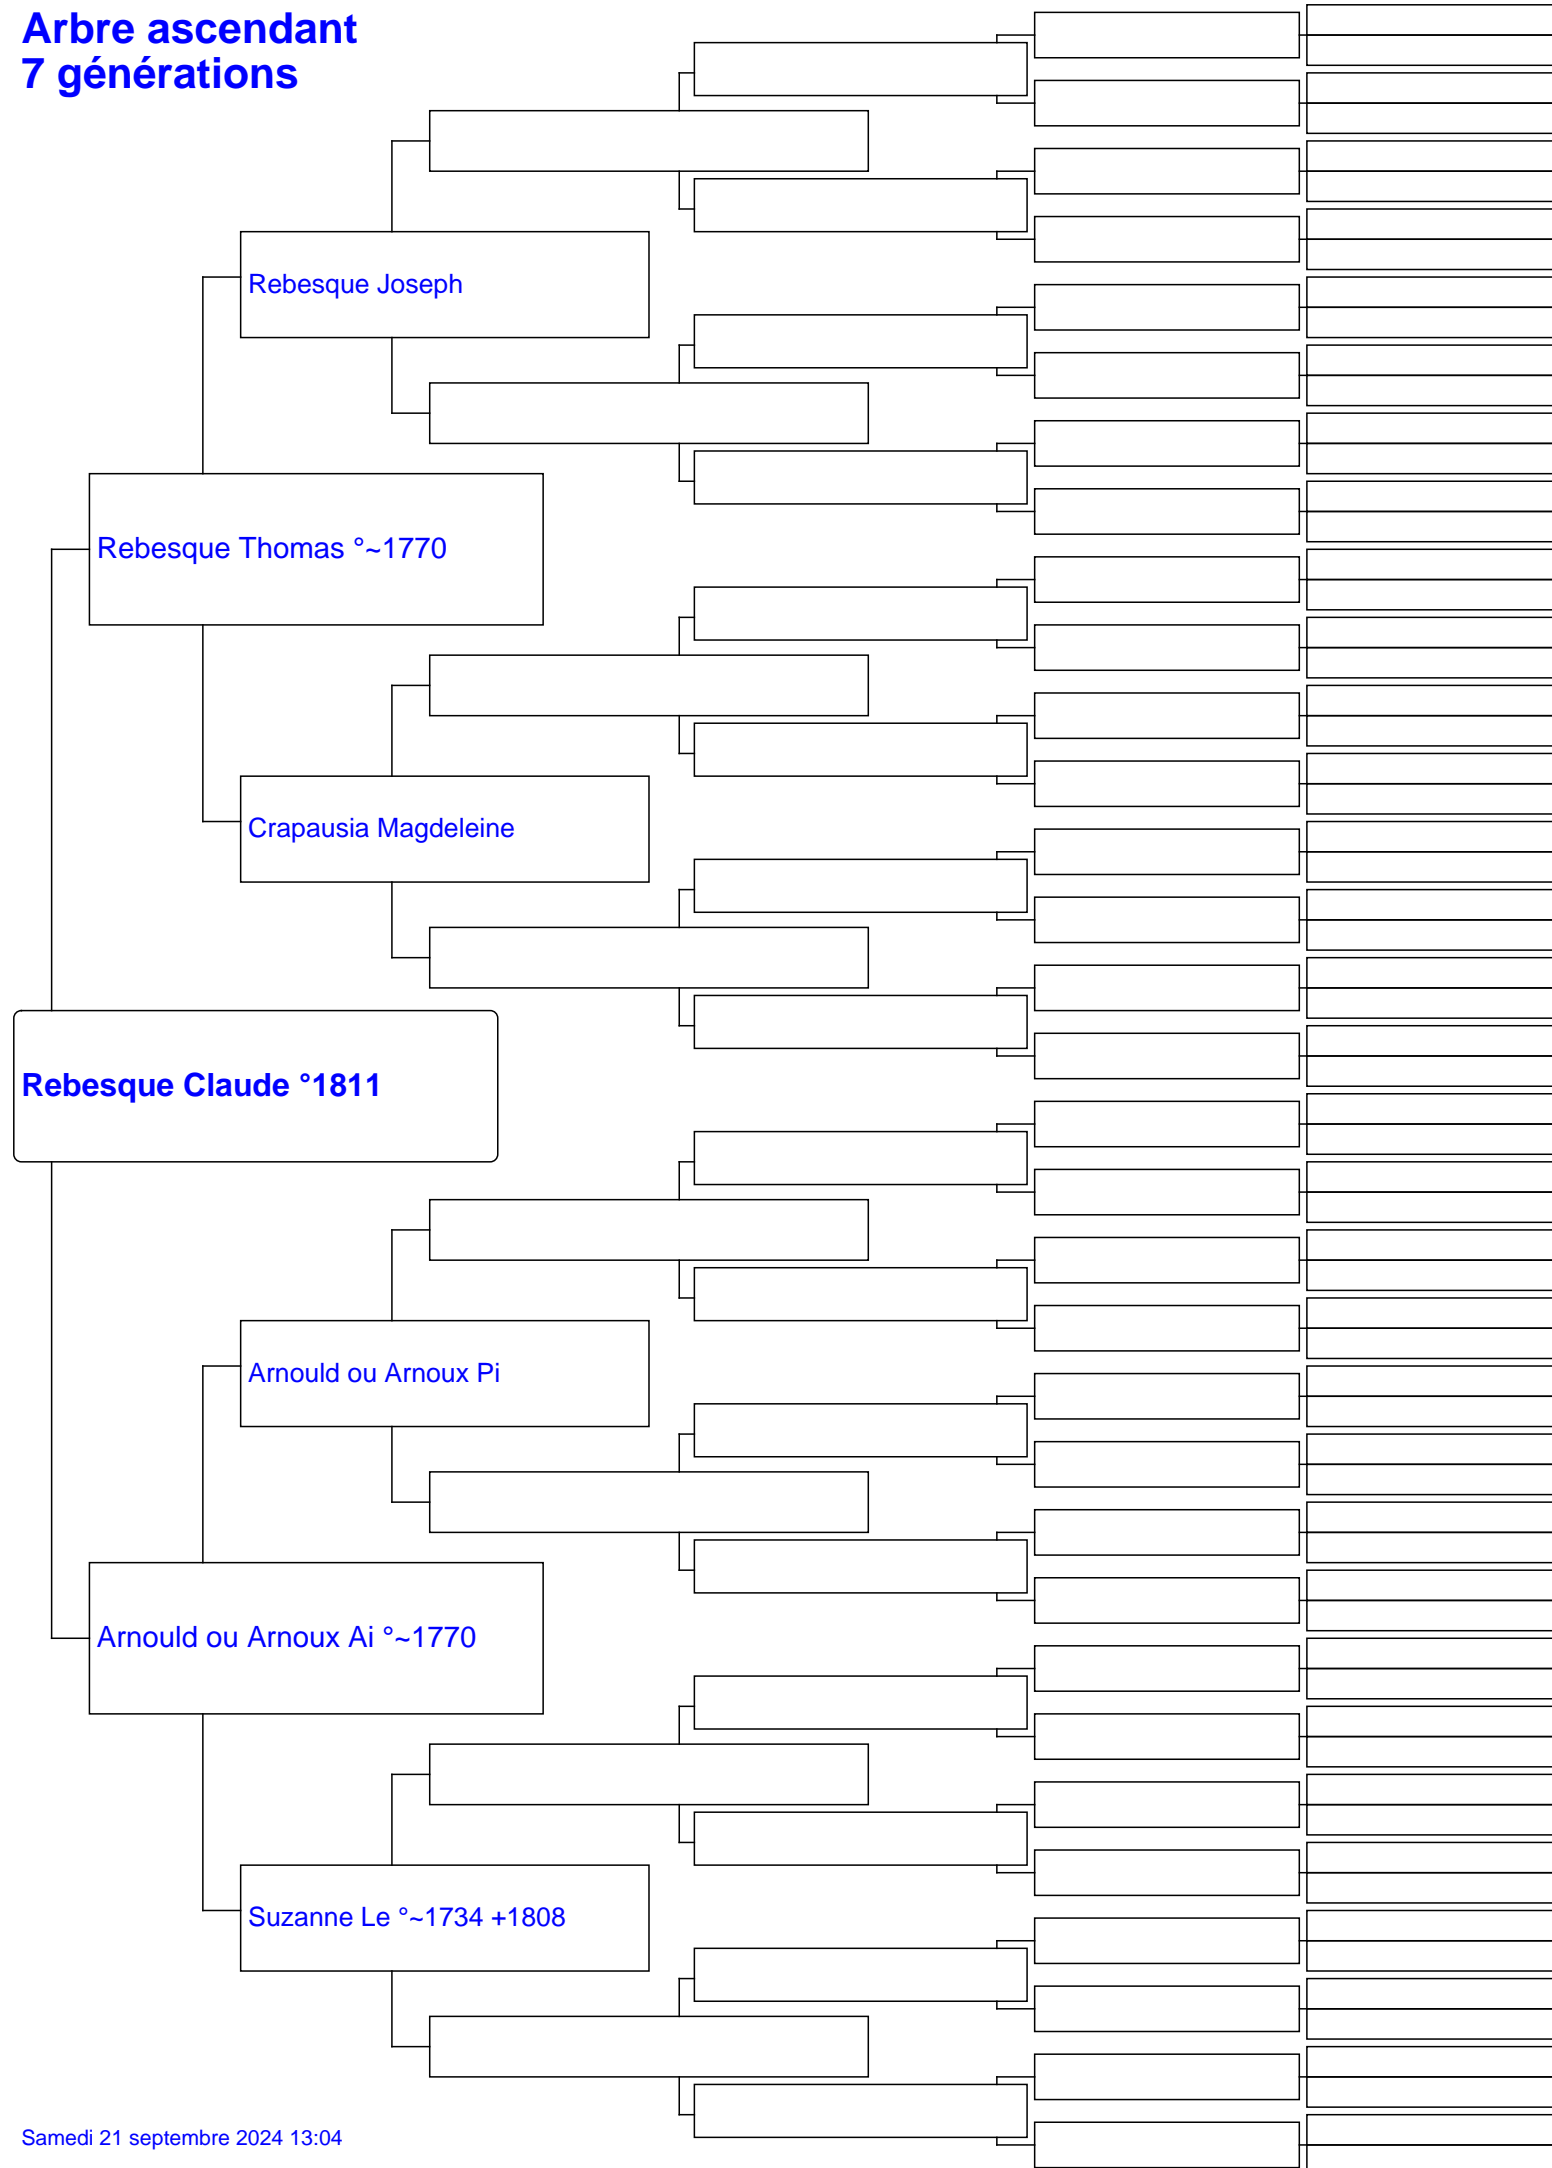 Arbre ascendant
7 générations
Rebesque Joseph
Rebesque Thomas °~1770
Crapausia Magdeleine
Rebesque Claude °1811
Arnould ou Arnoux Pi
Arnould ou Arnoux Ai °~1770
Suzanne Le °~1734 +1808
Samedi 21 septembre 2024 13:04